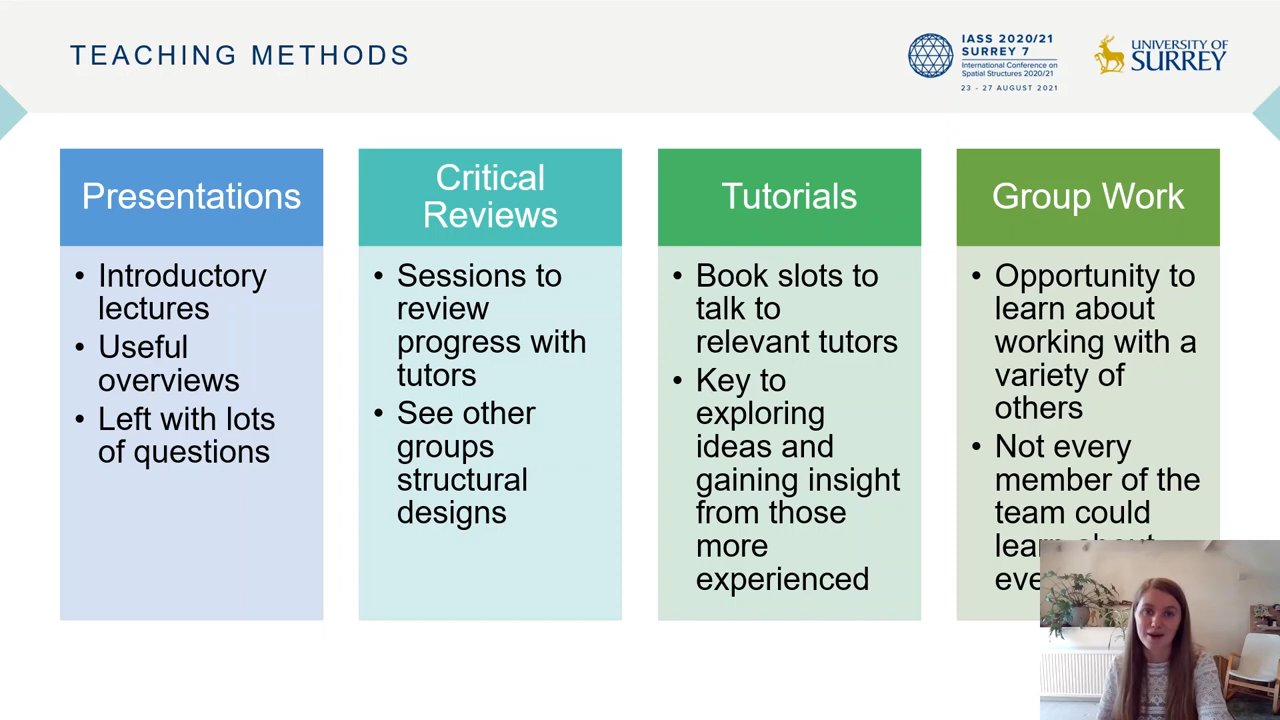 TEACHING METHODS
IASS 2020/21
SURREY 7
International Conference on
Spatial Structures 2020/21
23 - 27 AUGUST 2021
UNIVERSITY OF
SURREY
Presentations
• Introductory
lectures
• Useful
overviews
• Left with lots
of questions
Critical
Reviews
• Sessions to
review
progress with
tutors
• See other
groups
structural
designs
Tutorials
• Book slots to
talk to
relevant tutors
• Key to
exploring
ideas and
gaining insight
from those
more
experienced
Group Work
• Opportunity to
learn about
working with a
variety of
others
• Not every
member of the
team could
learn about